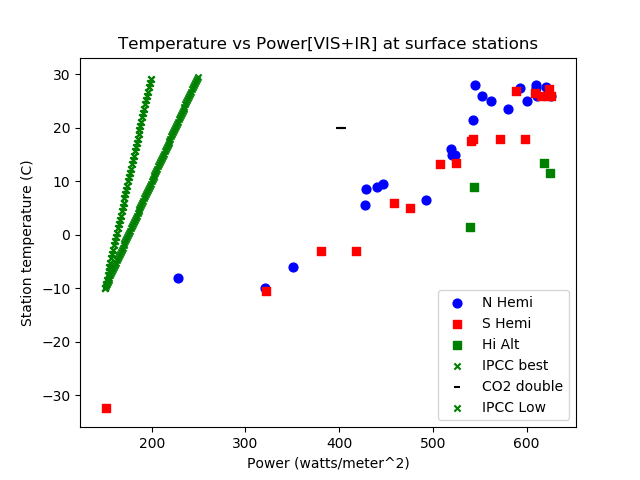 Temperature vs Power[VIS+IR] at surface stations
30
20
10
0
−10
−20
−30
Station temperature (C)
N Hemi
S Hemi
Hi Alt
IPCC best
CO2 double
IPCC Low
200
300
400
500
600
Power (watts/meter^2)